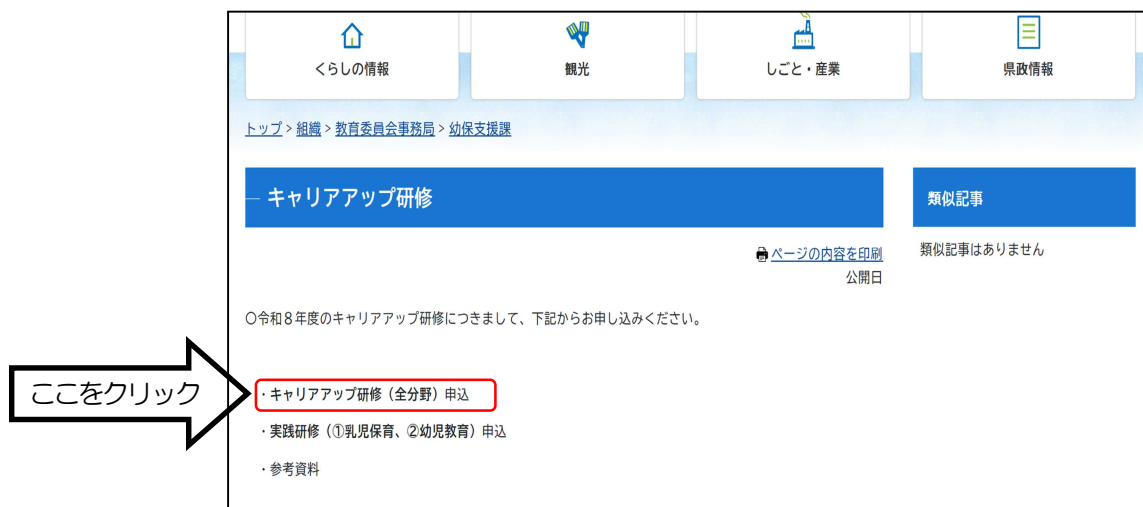 くらしの情報
観光
しごと・産業
県政情報
トップ > 組織 > 教育委員会事務局 > 幼保支援課
キャリアアップ研修
類似記事
ページの内容を印刷
類似記事はありません
公開日
〇令和８年度のキャリアアップ研修につきまして、下記からお申し込みください。
ここをクリック
・キャリアアップ研修（全分野）申込
・実践研修（①乳児保育、②幼児教育）申込
・参考資料